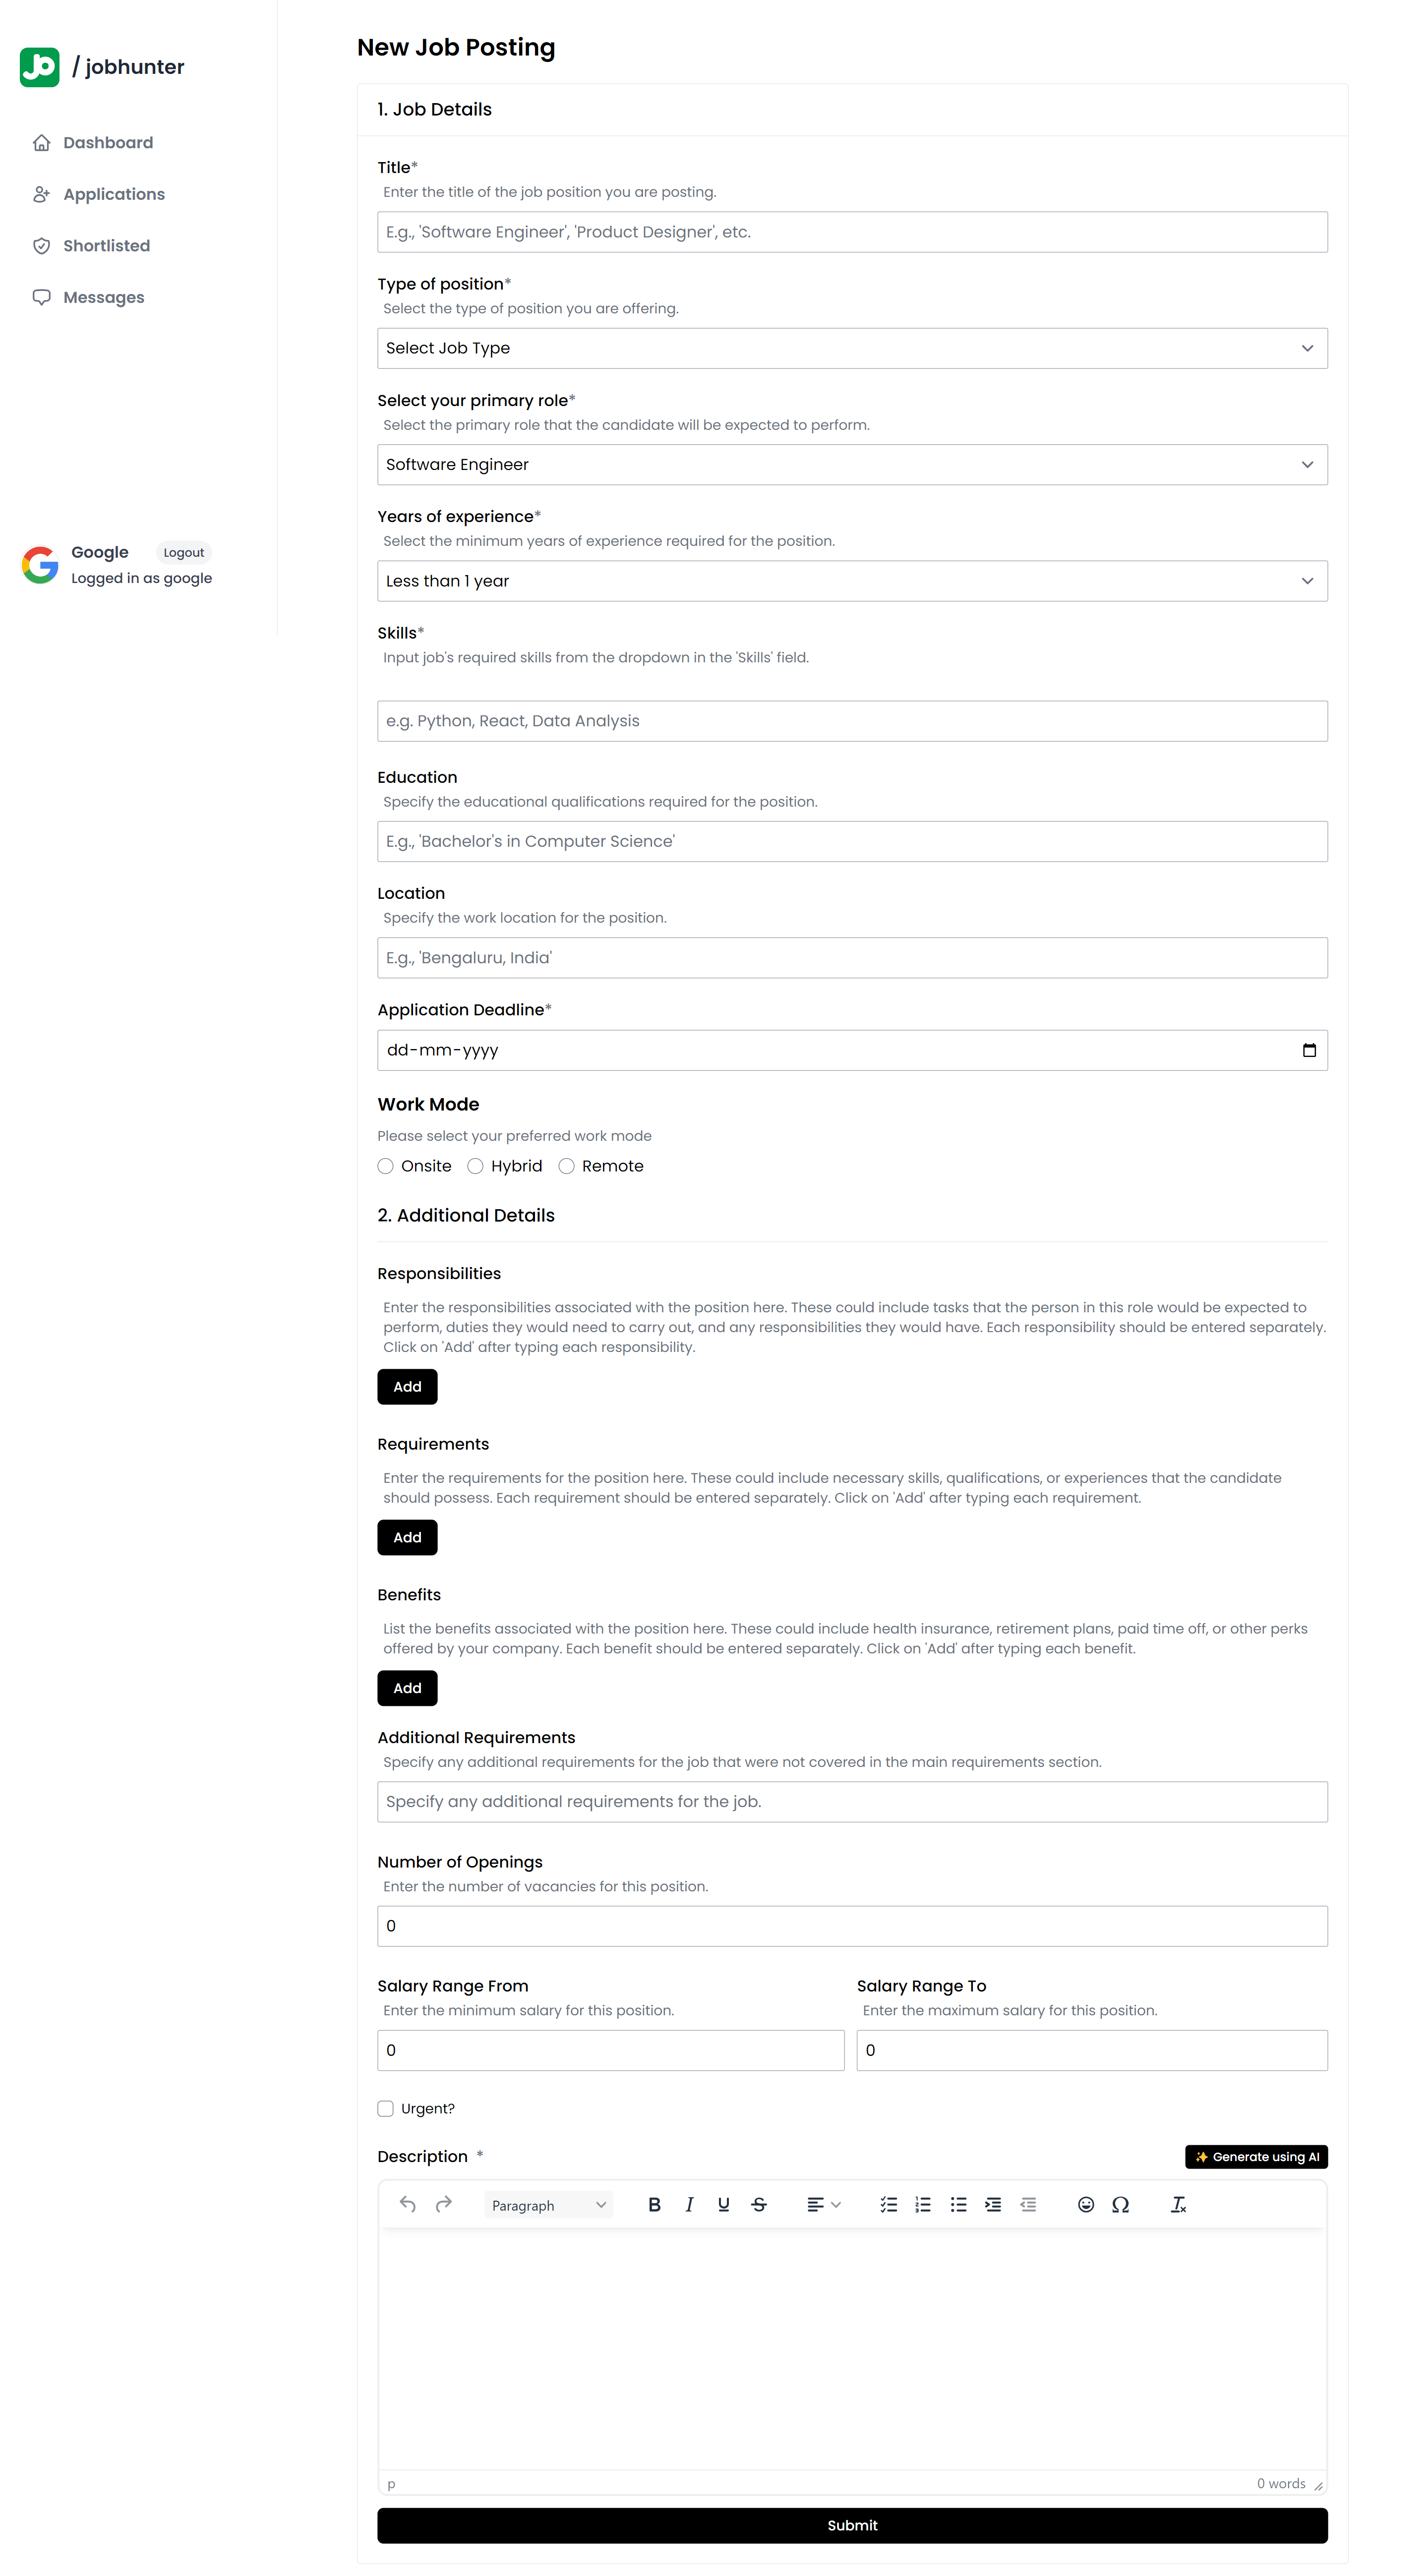 / jobhunter
Dashboard
Applications
Shortlisted
Messages
Google
Logout
Logged in as google
New Job Posting
1. Job Details
Title*
Enter the title of the job position you are posting.
E.g., 'Software Engineer', 'Product Designer', etc.
Type of position*
Select the type of position you are offering.
Select Job Type
Select your primary role*
Select the primary role that the candidate will be expected to perform.
Software Engineer
Years of experience*
Select the minimum years of experience required for the position.
Less than 1 year
Skills*
Input job's required skills from the dropdown in the 'Skills' field.
e.g. Python, React, Data Analysis
Education
Specify the educational qualifications required for the position.
E.g., 'Bachelor's in Computer Science'
Location
Specify the work location for the position.
E.g., 'Bengaluru, India'
Application Deadline*
dd-mm-yyyy
Work Mode
Please select your preferred work mode
Onsite Hybrid Remote
2. Additional Details
Responsibilities
Enter the responsibilities associated with the position here. These could include tasks that the person in this role would be expected to
perform, duties they would need to carry out, and any responsibilities they would have. Each responsibility should be entered separately.
Click on 'Add' after typing each responsibility.
Add
Requirements
Enter the requirements for the position here. These could include necessary skills, qualifications, or experiences that the candidate
should possess. Each requirement should be entered separately. Click on 'Add' after typing each requirement.
Add
Benefits
List the benefits associated with the position here. These could include health insurance, retirement plans, paid time off, or other perks
offered by your company. Each benefit should be entered separately. Click on 'Add' after typing each benefit.
Add
Additional Requirements
Specify any additional requirements for the job that were not covered in the main requirements section.
Specify any additional requirements for the job.
Number of Openings
Enter the number of vacancies for this position.
0
Salary Range From
Enter the minimum salary for this position.
0
Salary Range To
Enter the maximum salary for this position.
0
Urgent?
Description *
✨ Generate using AI
Paragraph
p
0 words
Submit